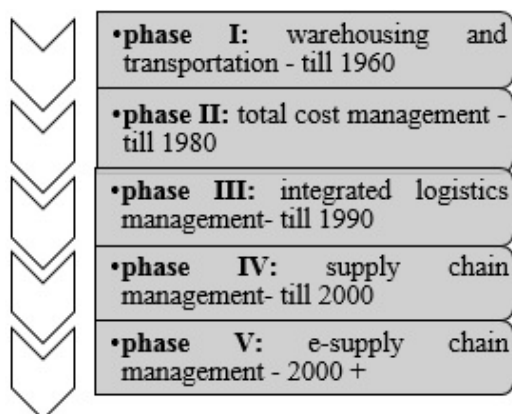 •phase I: warehousing and
transportation - till 1960
•phase II: total cost management -
till 1980
•phase III: integrated logistics
management- till 1990
•phase IV: supply chain
management- till 2000
•phase V: e-supply chain
management - 2000 +